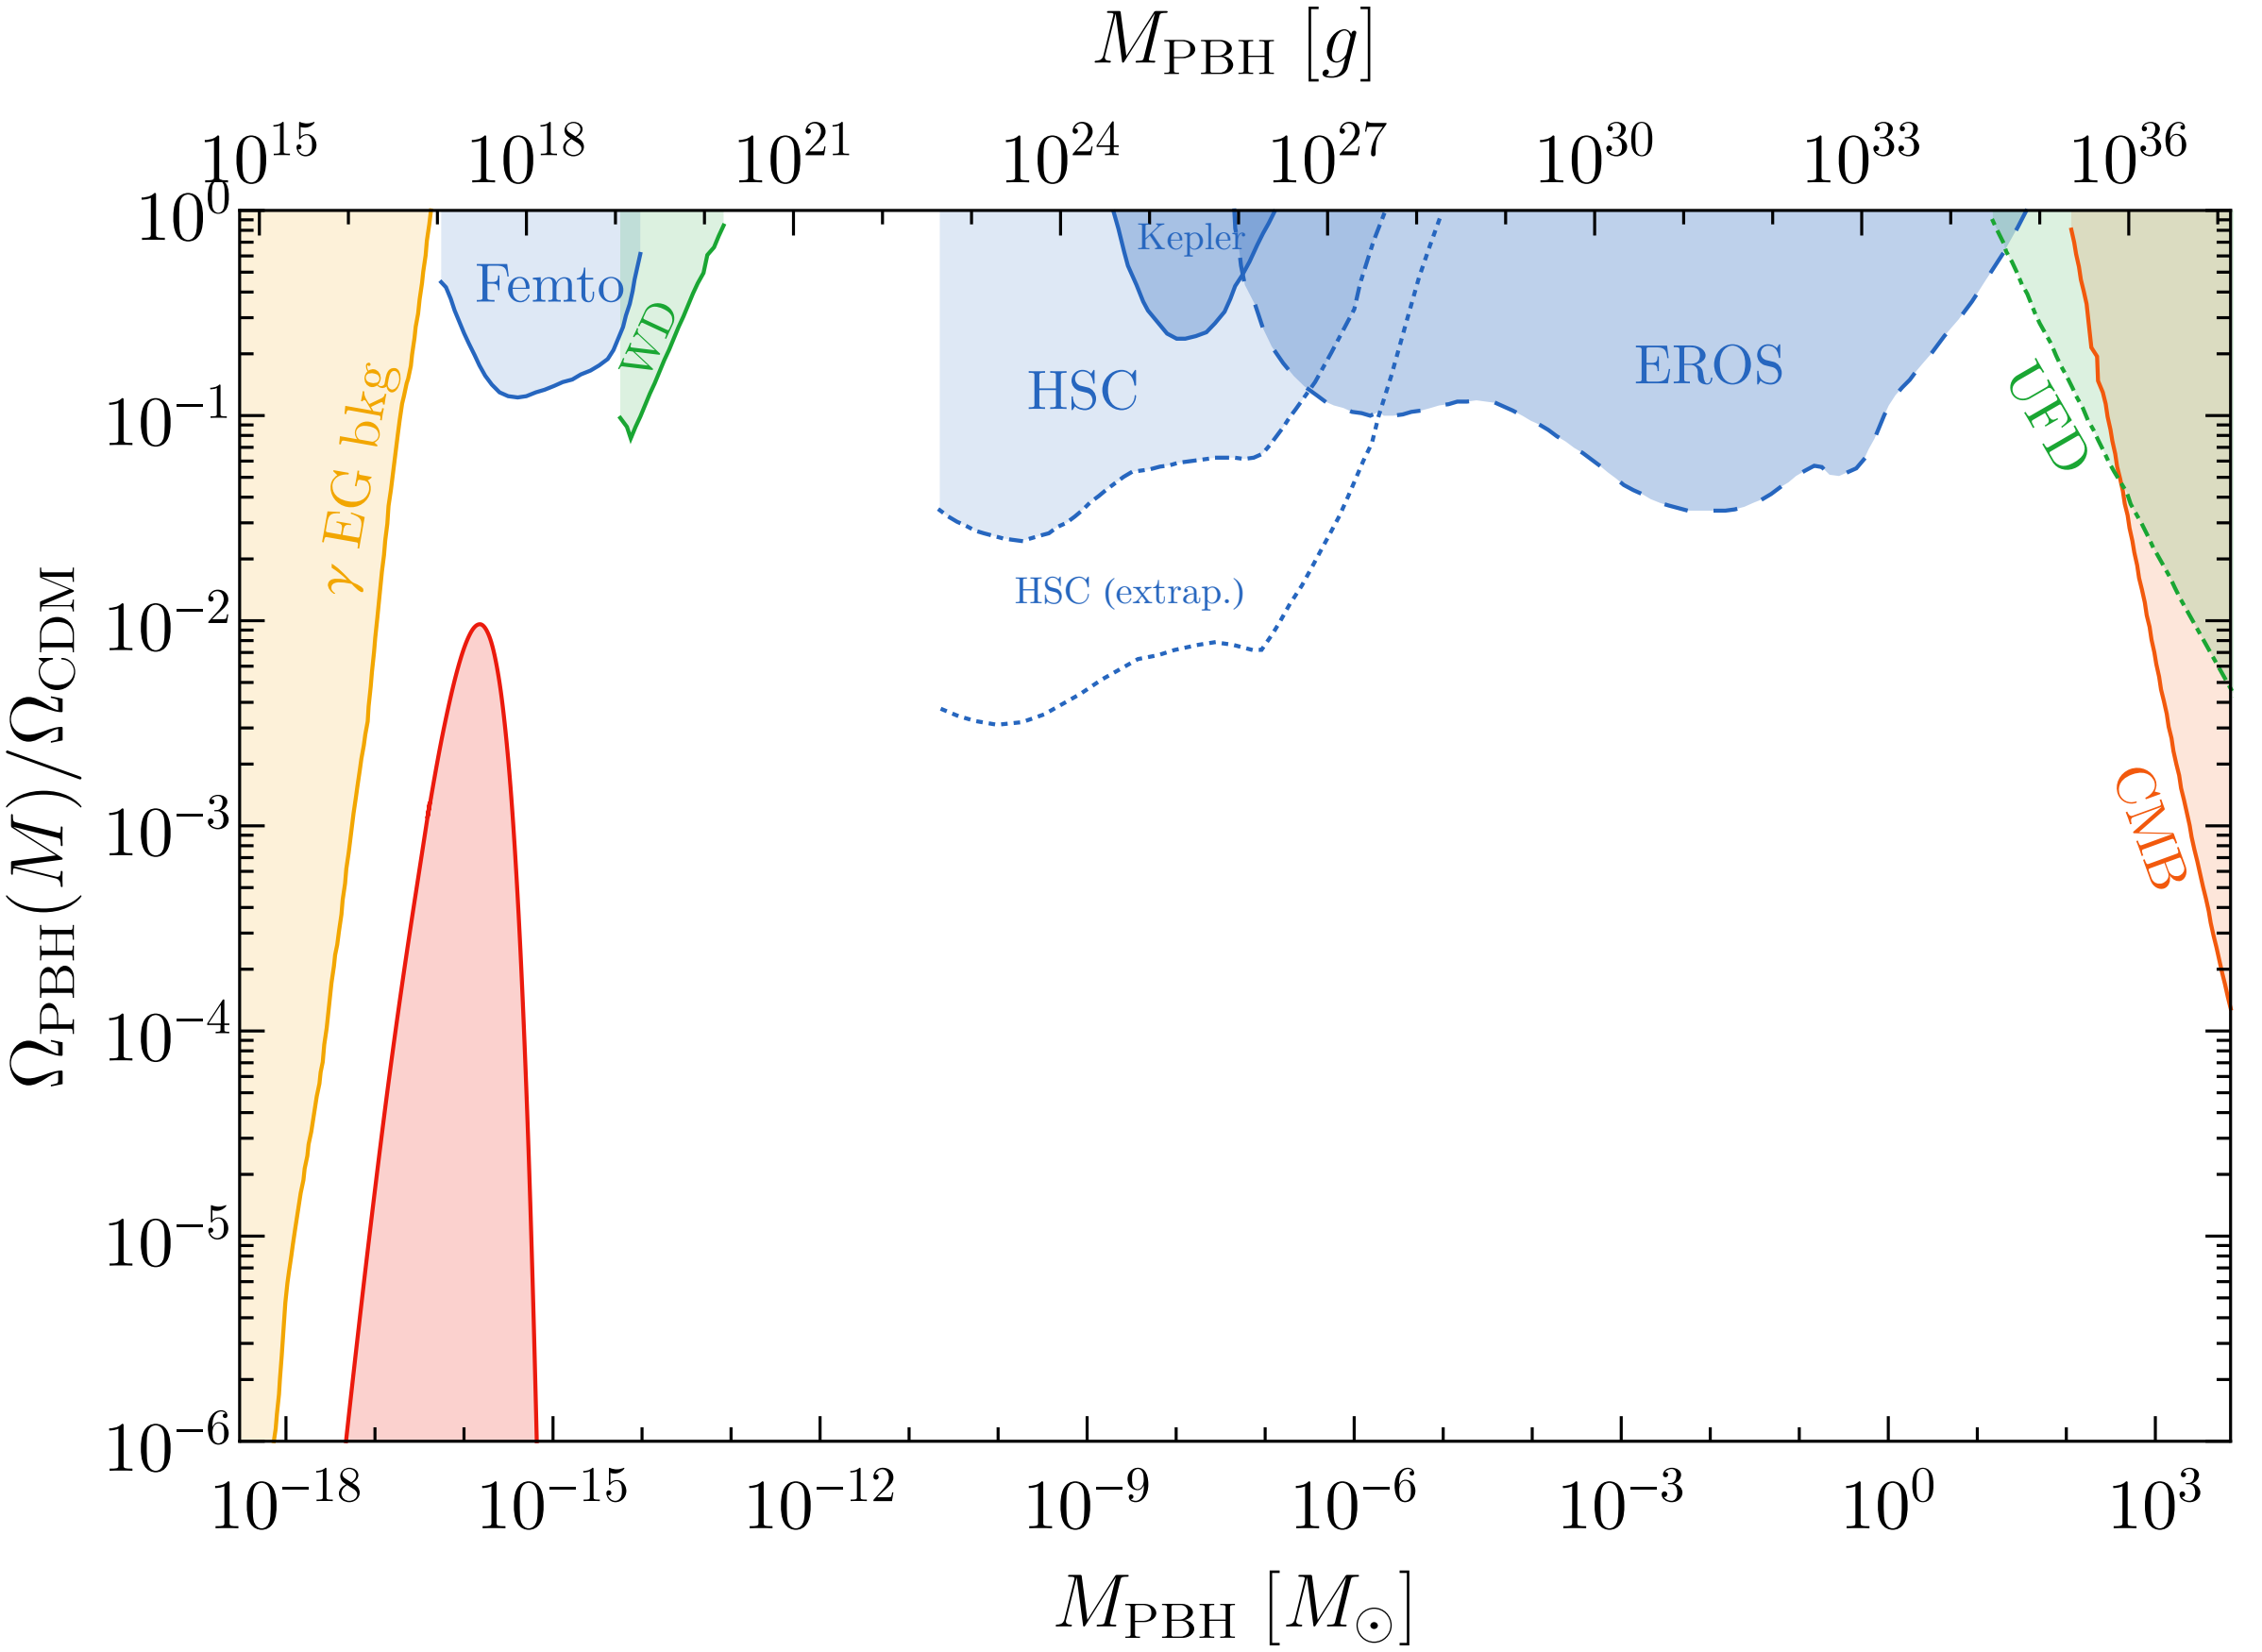 M_PBH [g]
10^15 10^18 10^21 10^24 10^27 10^30 10^33 10^36
10^0
10^−1
10^−2
10^−3
10^−4
10^−5
10^−6
Ω_PBH(M)/Ω_CDM
γ EG bkg
Femto
WD
Kepler
HSC
HSC (extrap.)
EROS
UFD
CMB
10^−18 10^−15 10^−12 10^−9 10^−6 10^−3 10^0 10^3
M_PBH [M_⊙]